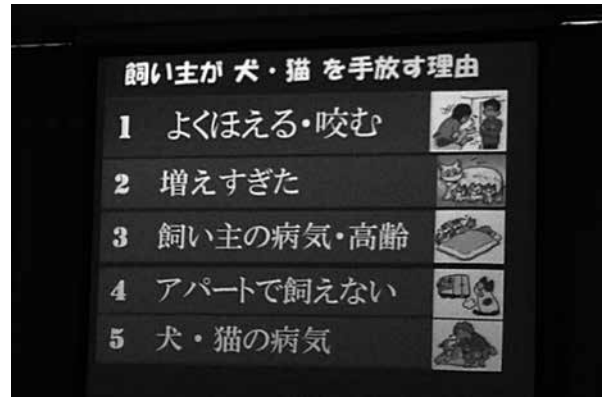 飼い主が 犬・猫 を手放す理由
1 よくほえる・咬む
2 増えすぎた
3 飼い主の病気・高齢
4 アパートで飼えない
5 犬・猫の病気